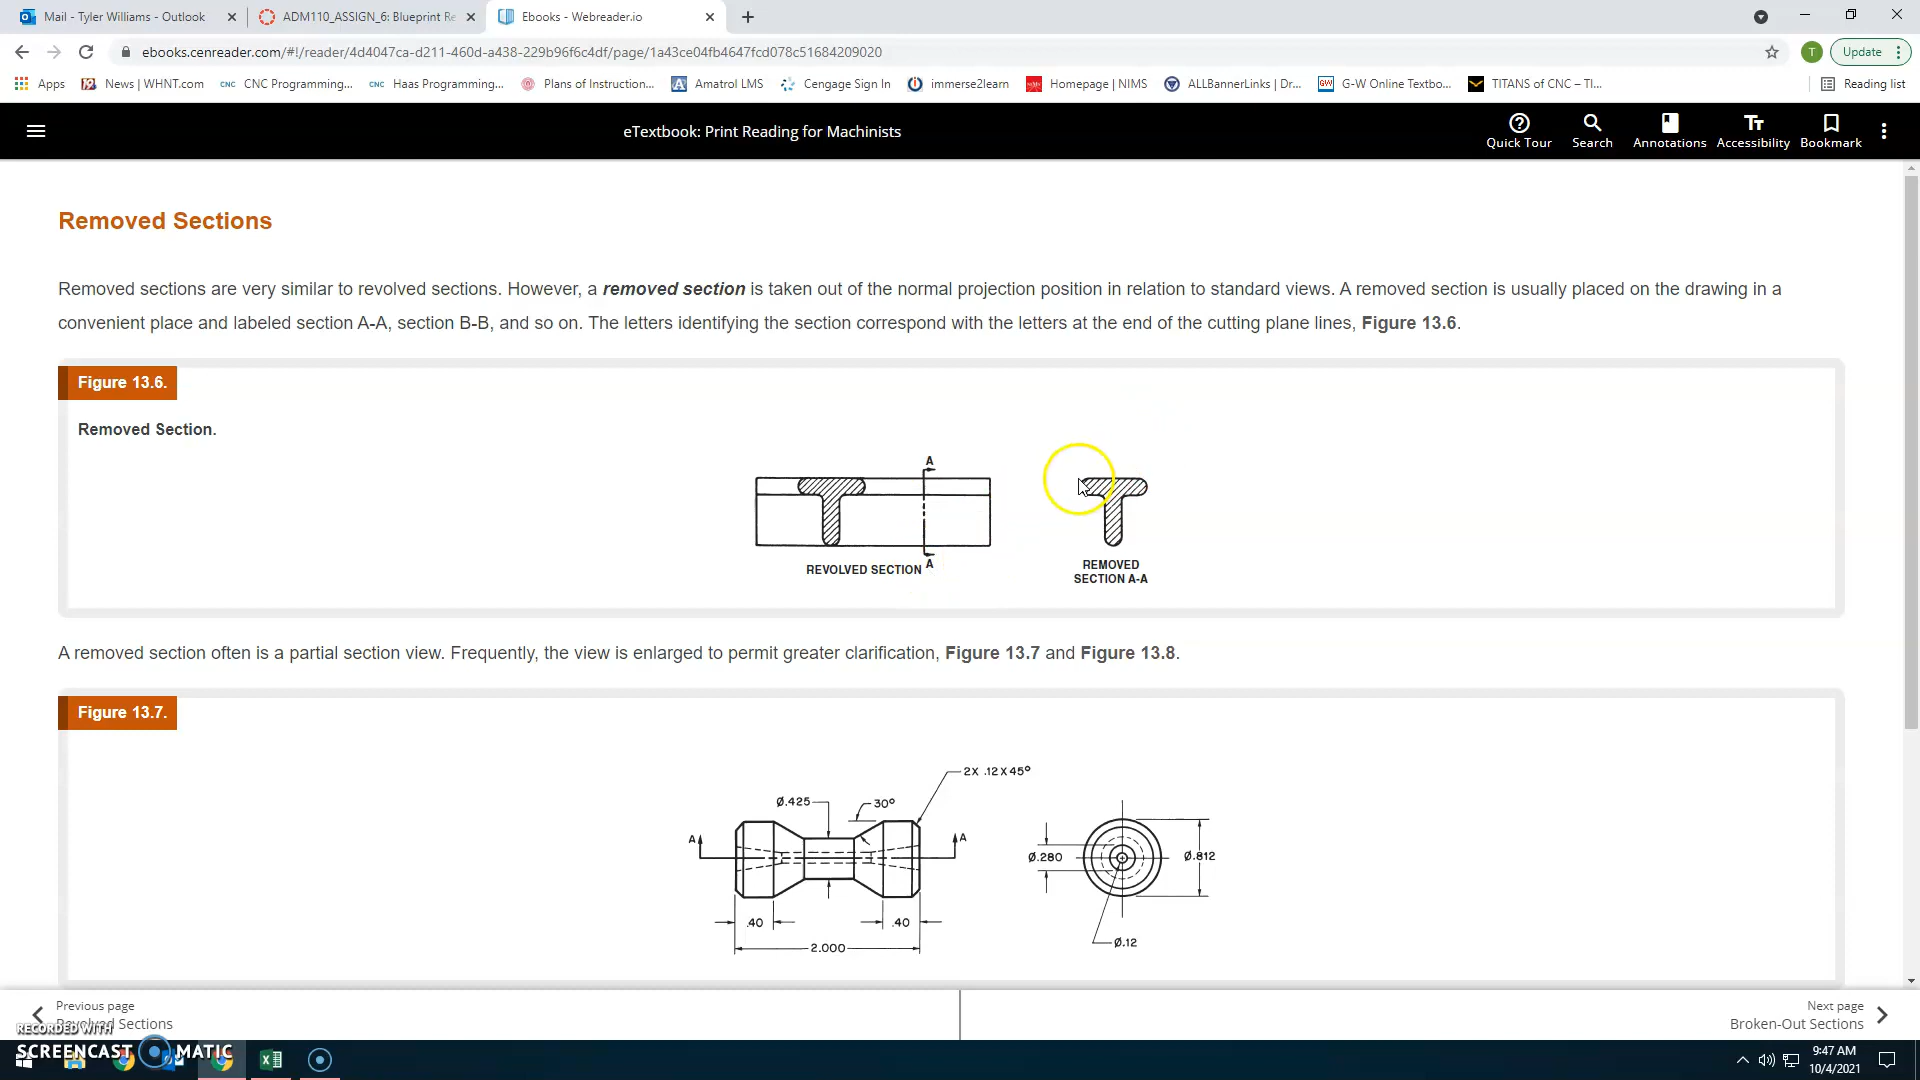 Mail - Tyler Williams - Outlook
ADM110_ASSIGN_6: Blueprint Re
Ebooks - Webreader.io
ebooks.cenreader.com/#!/reader/4d4047ca-d211-460d-a438-229b96f6c4df/page/1a43ce04fb4647fcd078c51684209020
T
Update
Apps
News | WHNT.com
CNC Programming...
Haas Programming...
Plans of Instruction...
Amatrol LMS
Cengage Sign In
immerse2learn
Homepage | NIMS
ALLBannerLinks | Dr...
G-W Online Textbo...
TITANS of CNC – TI...
Reading list
eTextbook: Print Reading for Machinists
Quick Tour
Search
Annotations
Accessibility
Bookmark
Removed Sections
Removed sections are very similar to revolved sections. However, a removed section is taken out of the normal projection position in relation to standard views. A removed section is usually placed on the drawing in a
convenient place and labeled section A-A, section B-B, and so on. The letters identifying the section correspond with the letters at the end of the cutting plane lines, Figure 13.6.
Figure 13.6.
Removed Section.
A
A
REVOLVED SECTION
REMOVED
SECTION A-A
A removed section often is a partial section view. Frequently, the view is enlarged to permit greater clarification, Figure 13.7 and Figure 13.8.
Figure 13.7.
2X .12 X 45°
Ø.425
30°
A
A
Ø.280
Ø.812
.40
.40
Ø.12
2.000
Previous page
Revolved Sections
Next page
Broken-Out Sections
RECORDED WITH
SCREENCAST MATIC
9:47 AM
10/4/2021